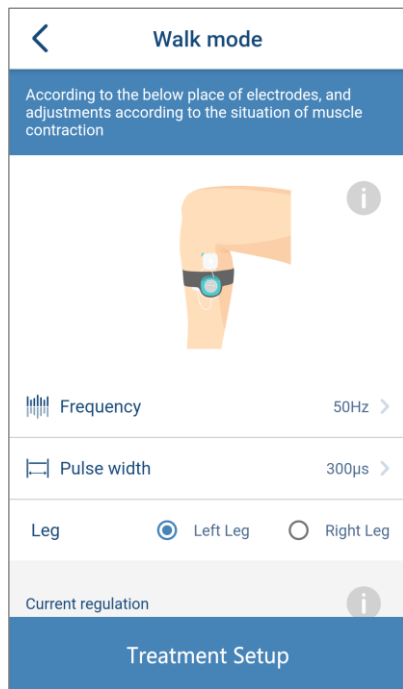 Walk mode
According to the below place of electrodes, and
adjustments according to the situation of muscle
contraction
Frequency 50Hz
Pulse width 300μs
Leg Left Leg Right Leg
Current regulation
Treatment Setup